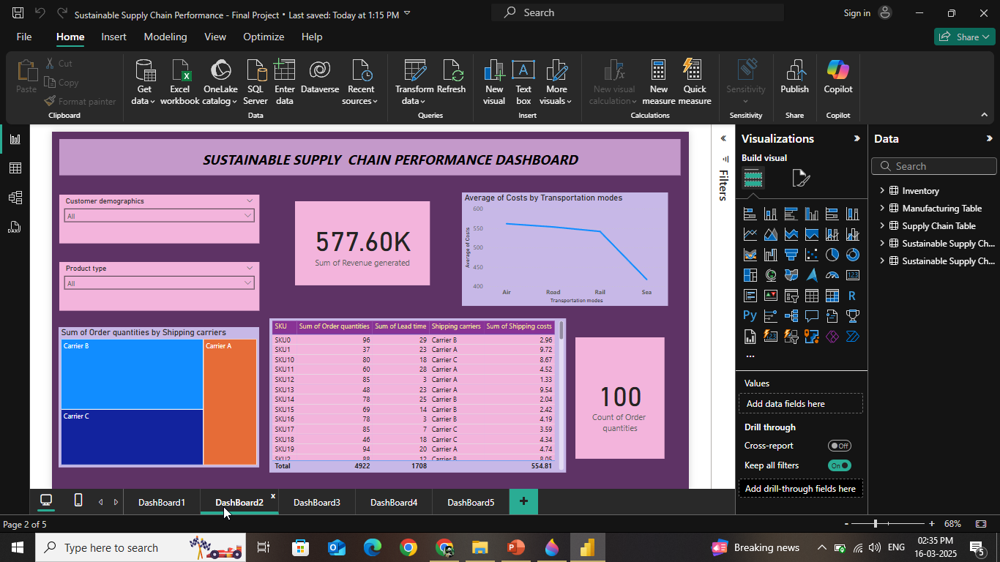 Sustainable Supply Chain Performance - Final Project • Last saved: Today at 1:15 PM
Search
Sign in
File
Home
Insert
Modeling
View
Optimize
Help
Share
Paste
Cut
Copy
Format painter
Clipboard
Get data
Excel workbook
OneLake catalog
SQL Server
Enter data
Dataverse
Recent sources
Data
Transform data
Refresh
Queries
New visual
Text box
More visuals
Insert
New visual calculation
New measure
Quick measure
Calculations
Sensitivity
Sensitivity
Publish
Share
Copilot
Copilot
SUSTAINABLE SUPPLY CHAIN PERFORMANCE DASHBOARD
Customer demographics
All
Product type
All
577.60K
Sum of Revenue generated
Average of Costs by Transportation modes
Average of Costs
600
550
500
450
400
Air Road Rail Sea
Transportation modes
Sum of Order quantities by Shipping carriers
Carrier B
Carrier A
Carrier C
SKU Sum of Order quantities Sum of Lead time Shipping carriers Sum of Shipping costs
SKU0 96 29 Carrier B 2.96
SKU1 37 23 Carrier A 9.72
SKU10 80 18 Carrier C 8.67
SKU11 60 28 Carrier A 4.52
SKU12 85 3 Carrier A 1.33
SKU13 48 23 Carrier A 9.54
SKU14 78 25 Carrier B 2.04
SKU15 69 14 Carrier B 2.42
SKU16 78 3 Carrier B 4.19
SKU17 85 7 Carrier C 3.59
SKU18 46 18 Carrier C 4.34
SKU19 94 20 Carrier A 4.74
SKU2 88 12 Carrier B 8.05
Total 4922 1708 554.81
100
Count of Order
quantities
Filters
Visualizations
Build visual
R
Py
123
...
Values
Add data fields here
Drill through
Cross-report
Off
Keep all filters
On
Add drill-through fields here
Data
Search
Inventory
Manufacturing Table
Supply Chain Table
Sustainable Supply Ch...
Sustainable Supply Ch...
DashBoard1
DashBoard2
x
DashBoard3
DashBoard4
DashBoard5
+
Page 2 of 5
- + 68%
Type here to search
Breaking news
ENG
02:35 PM
16-03-2025
5